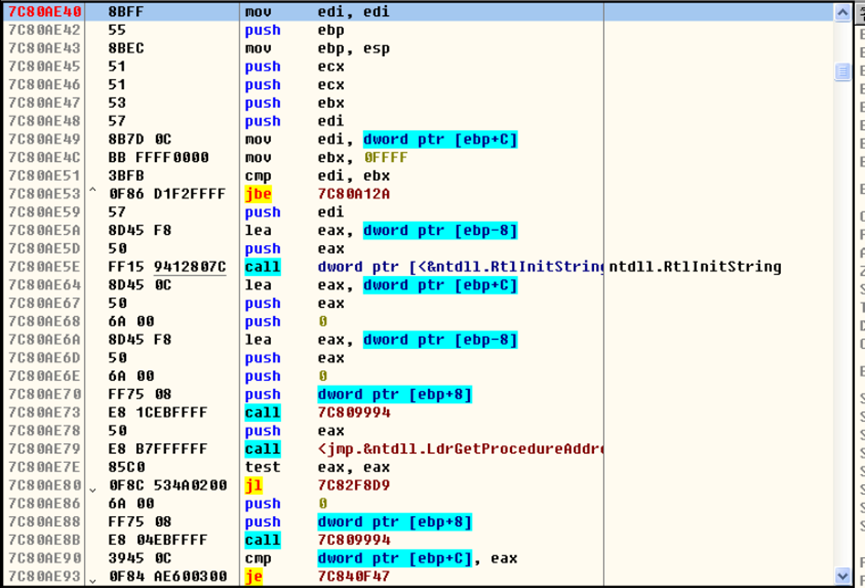 7C80AE40 8BFF mov edi, edi
7C80AE42 55 push ebp
7C80AE43 8BEC mov ebp, esp
7C80AE45 51 push ecx
7C80AE46 51 push ecx
7C80AE47 53 push ebx
7C80AE48 57 push edi
7C80AE49 8B7D 0C mov edi, dword ptr [ebp+C]
7C80AE4C BB FFFF0000 mov ebx, 0FFFF
7C80AE51 3BFB cmp edi, ebx
7C80AE53 ^ 0F86 D1F2FFFF jbe 7C80A12A
7C80AE59 57 push edi
7C80AE5A 8D45 F8 lea eax, dword ptr [ebp-8]
7C80AE5D 50 push eax
7C80AE5E FF15 9412807C call dword ptr [<&ntdll.RtlInitString ntdll.RtlInitString
7C80AE64 8D45 0C lea eax, dword ptr [ebp+C]
7C80AE67 50 push eax
7C80AE68 6A 00 push 0
7C80AE6A 8D45 F8 lea eax, dword ptr [ebp-8]
7C80AE6D 50 push eax
7C80AE6E 6A 00 push 0
7C80AE70 FF75 08 push dword ptr [ebp+8]
7C80AE73 E8 1CEBFFFF call 7C809994
7C80AE78 50 push eax
7C80AE79 E8 B7FFFFFF call <jmp.&ntdll.LdrGetProcedureAddr
7C80AE7E 85C0 test eax, eax
7C80AE80 0F8C 534A0200 jl 7C82F8D9
7C80AE86 6A 00 push 0
7C80AE88 FF75 08 push dword ptr [ebp+8]
7C80AE8B E8 04EBFFFF call 7C809994
7C80AE90 3945 0C cmp dword ptr [ebp+C], eax
7C80AE93 0F84 AE600300 je 7C840F47